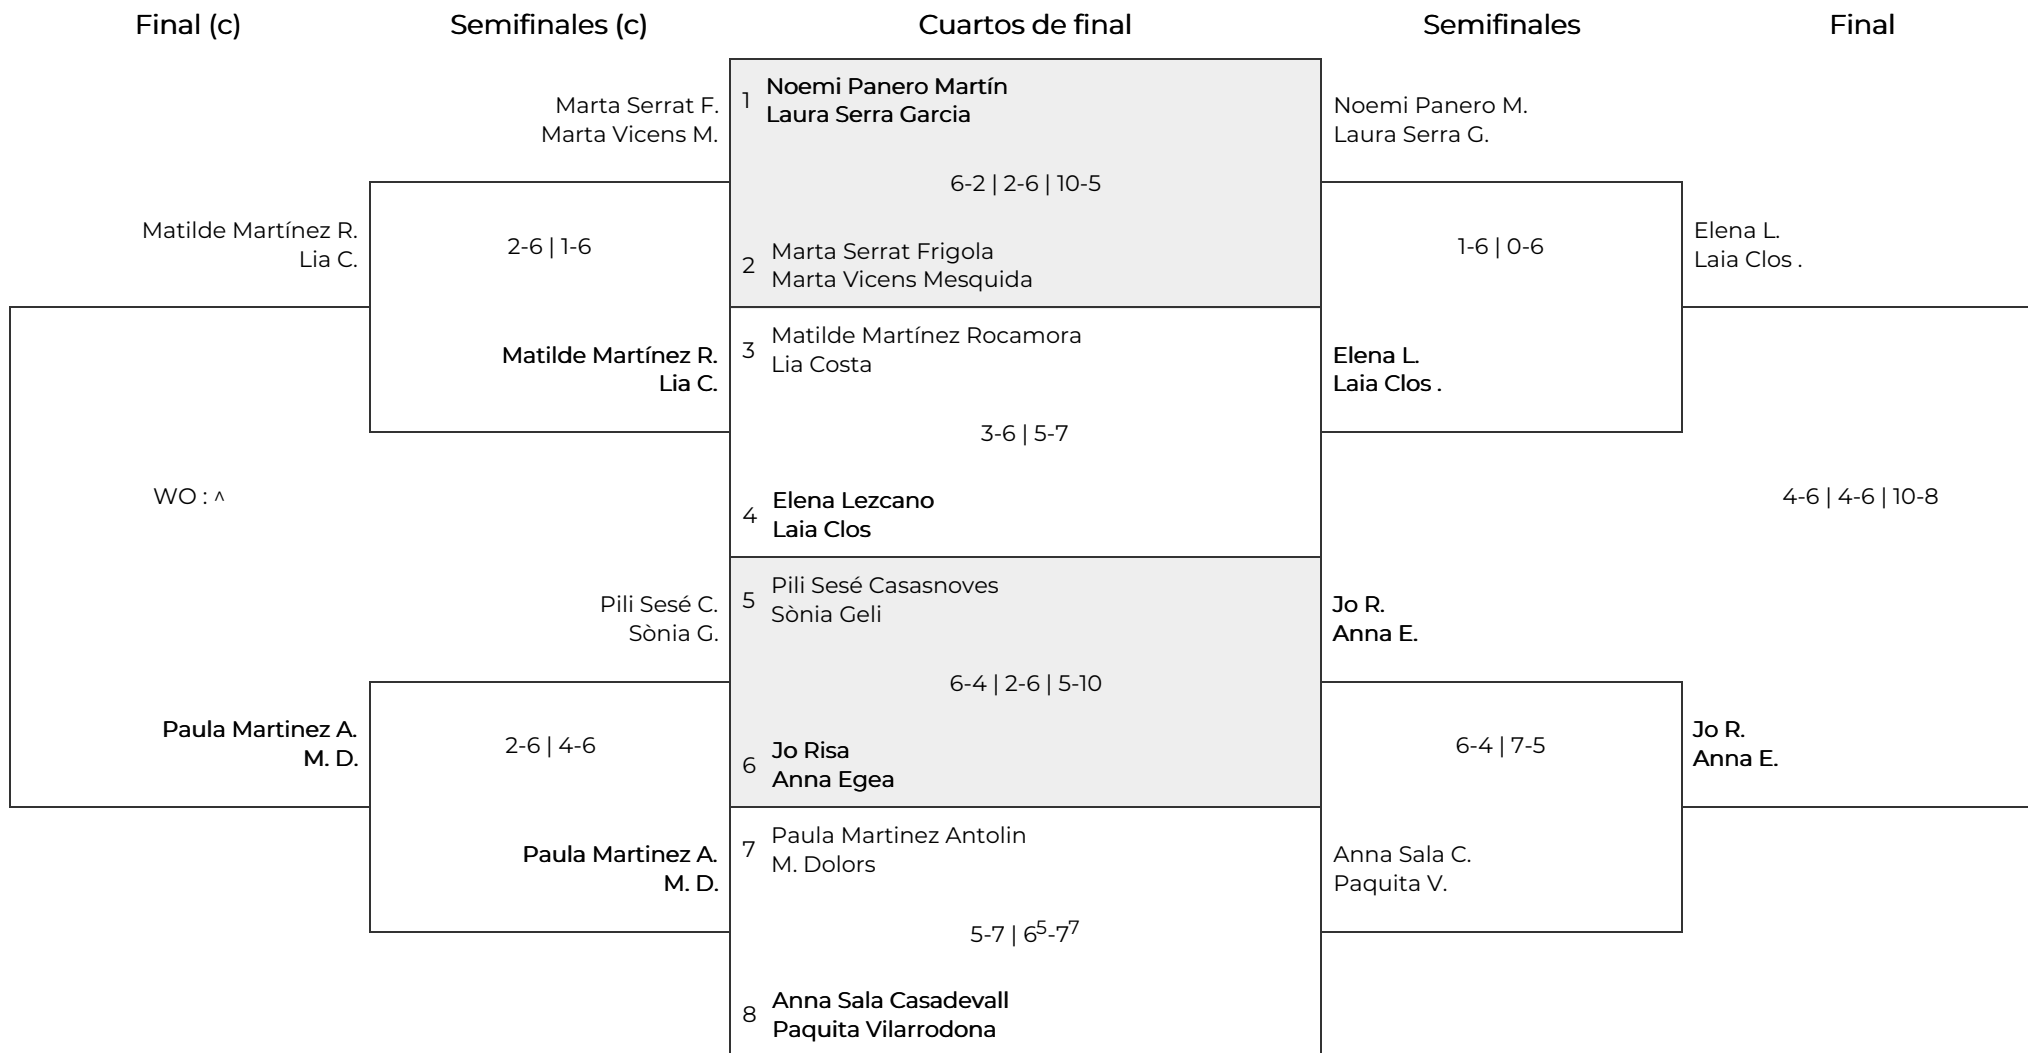 Final (c)
Semifinales (c)
Cuartos de final
Semifinales
Final
Matilde Martínez R.
Lia C.
WO : ^
Paula Martinez A.
M. D.
Marta Serrat F.
Marta Vicens M.
2-6 | 1-6
Matilde Martínez R.
Lia C.
Pili Sesé C.
Sònia G.
2-6 | 4-6
Paula Martinez A.
M. D.
1 Noemi Panero Martín
Laura Serra Garcia
6-2 | 2-6 | 10-5
2 Marta Serrat Frigola
Marta Vicens Mesquida
3 Matilde Martínez Rocamora
Lia Costa
3-6 | 5-7
4 Elena Lezcano
Laia Clos
5 Pili Sesé Casasnoves
Sònia Geli
6-4 | 2-6 | 5-10
6 Jo Risa
Anna Egea
7 Paula Martinez Antolin
M. Dolors
5-7 | 6⁵-7⁷
8 Anna Sala Casadevall
Paquita Vilarrodona
Noemi Panero M.
Laura Serra G.
1-6 | 0-6
Elena L.
Laia Clos .
Jo R.
Anna E.
6-4 | 7-5
Anna Sala C.
Paquita V.
Elena L.
Laia Clos .
4-6 | 4-6 | 10-8
Jo R.
Anna E.